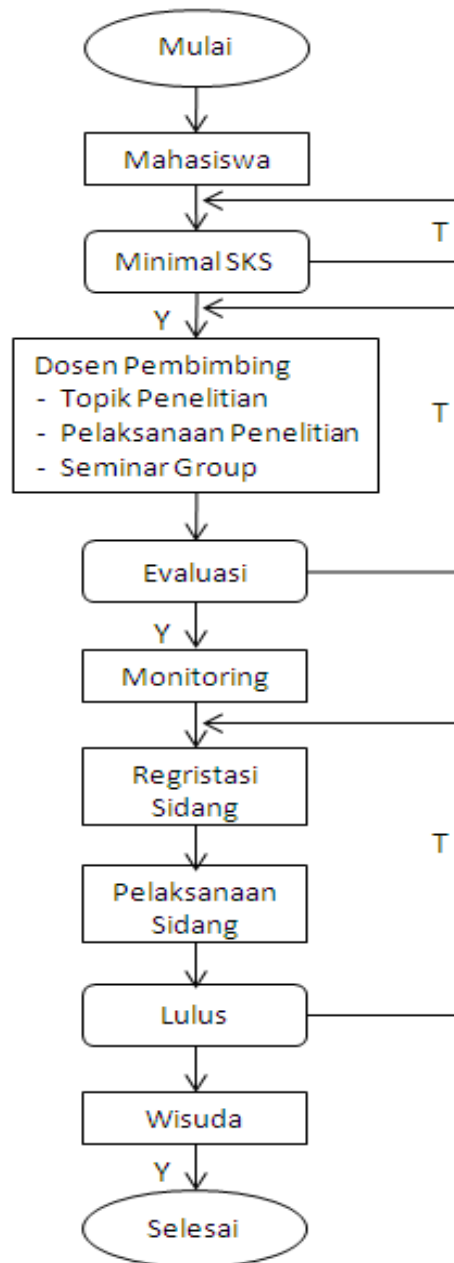 Mulai
Mahasiswa
T
Minimal SKS
Y
Dosen Pembimbing
- Topik Penelitian
- Pelaksanaan Penelitian
- Seminar Group
T
Evaluasi
Y
Monitoring
Regristasi
Sidang
T
Pelaksanaan
Sidang
Lulus
Wisuda
Y
Selesai